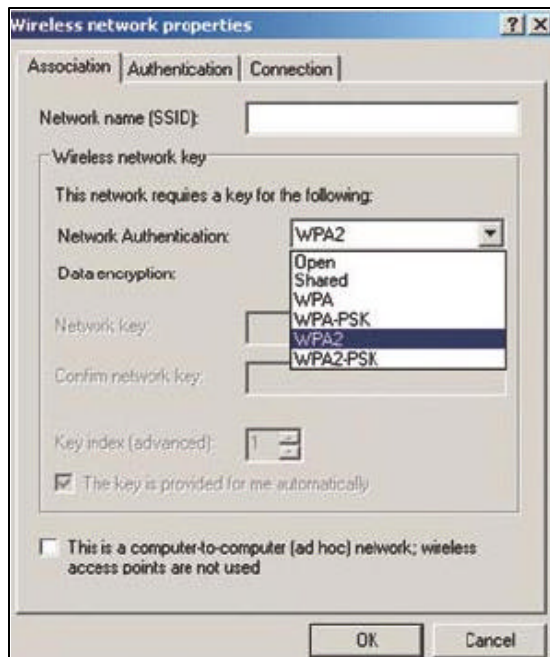 Wireless network properties
Association Authentication Connection
Network name (SSID):
Wireless network key
This network requires a key for the following:
Network Authentication: WPA2
Open
Shared
WPA
WPA-PSK
WPA2
WPA2-PSK
Data encryption:
Network key:
Confirm network key:
Key index (advanced): 1
The key is provided for me automatically
This is a computer-to-computer (ad hoc) network; wireless
access points are not used
OK Cancel